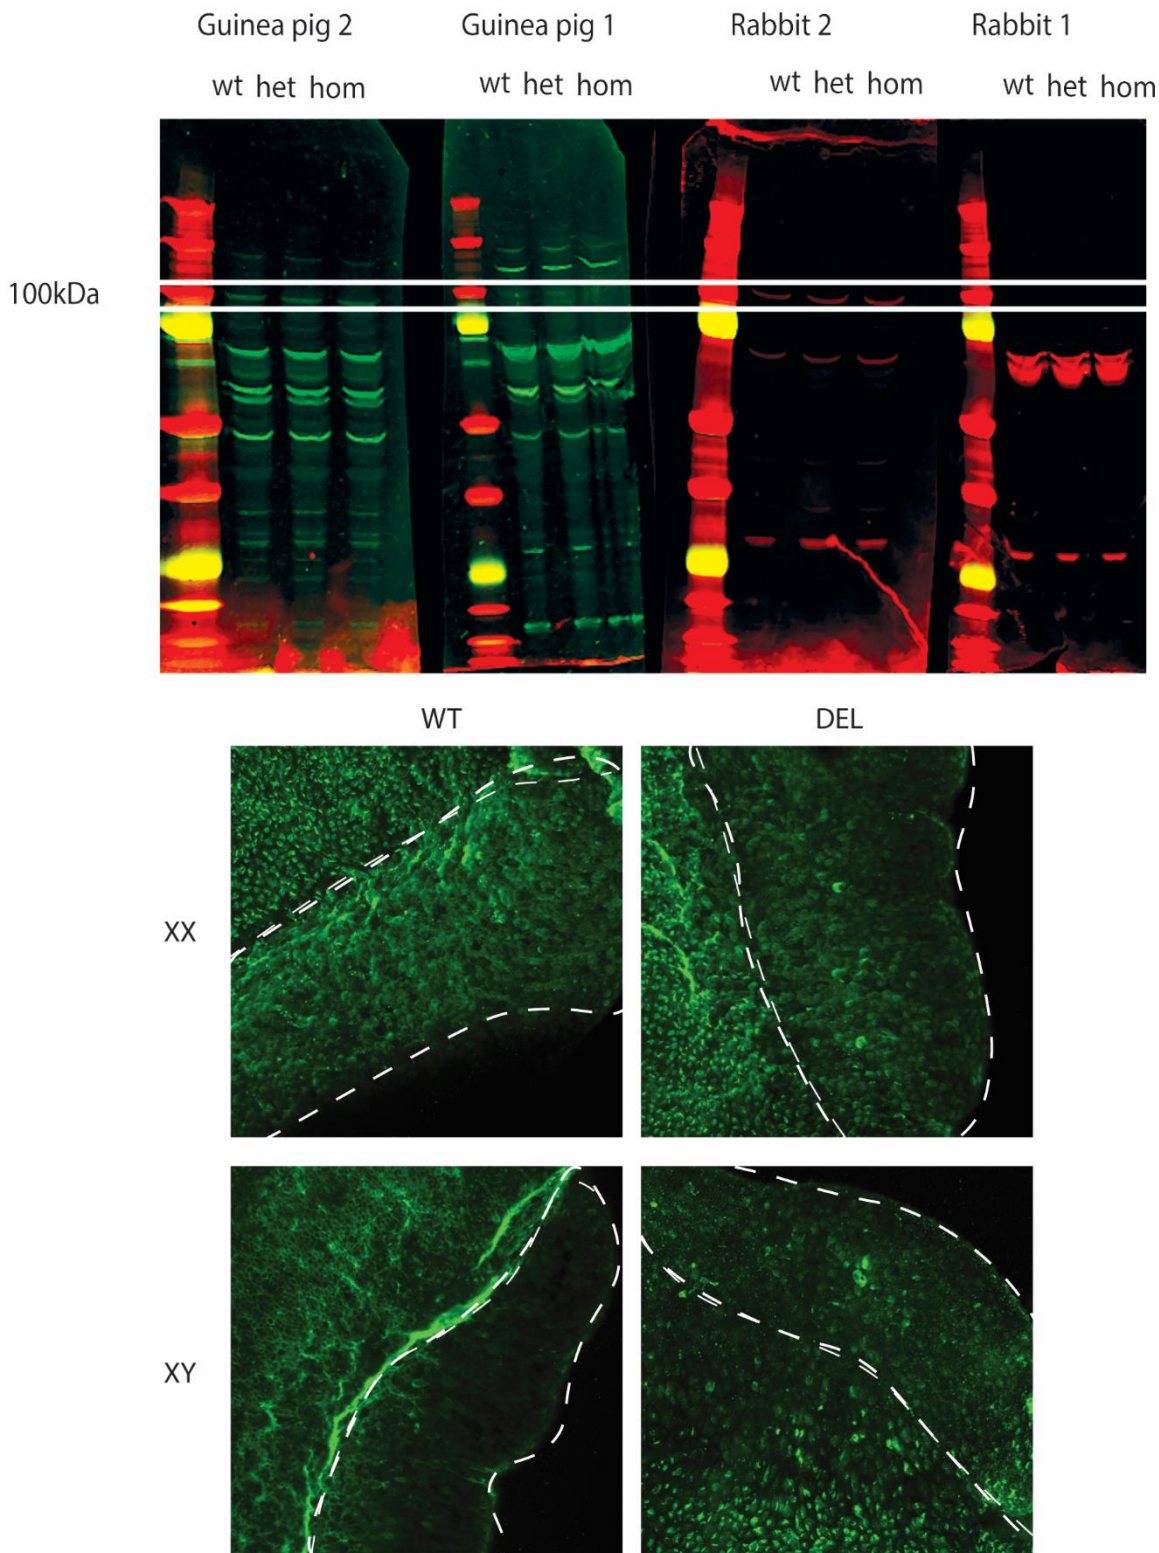 Guinea pig 2 Guinea pig 1 Rabbit 2 Rabbit 1
wt het hom wt het hom wt het hom wt het hom
100kDa
WT DEL
XX
XY